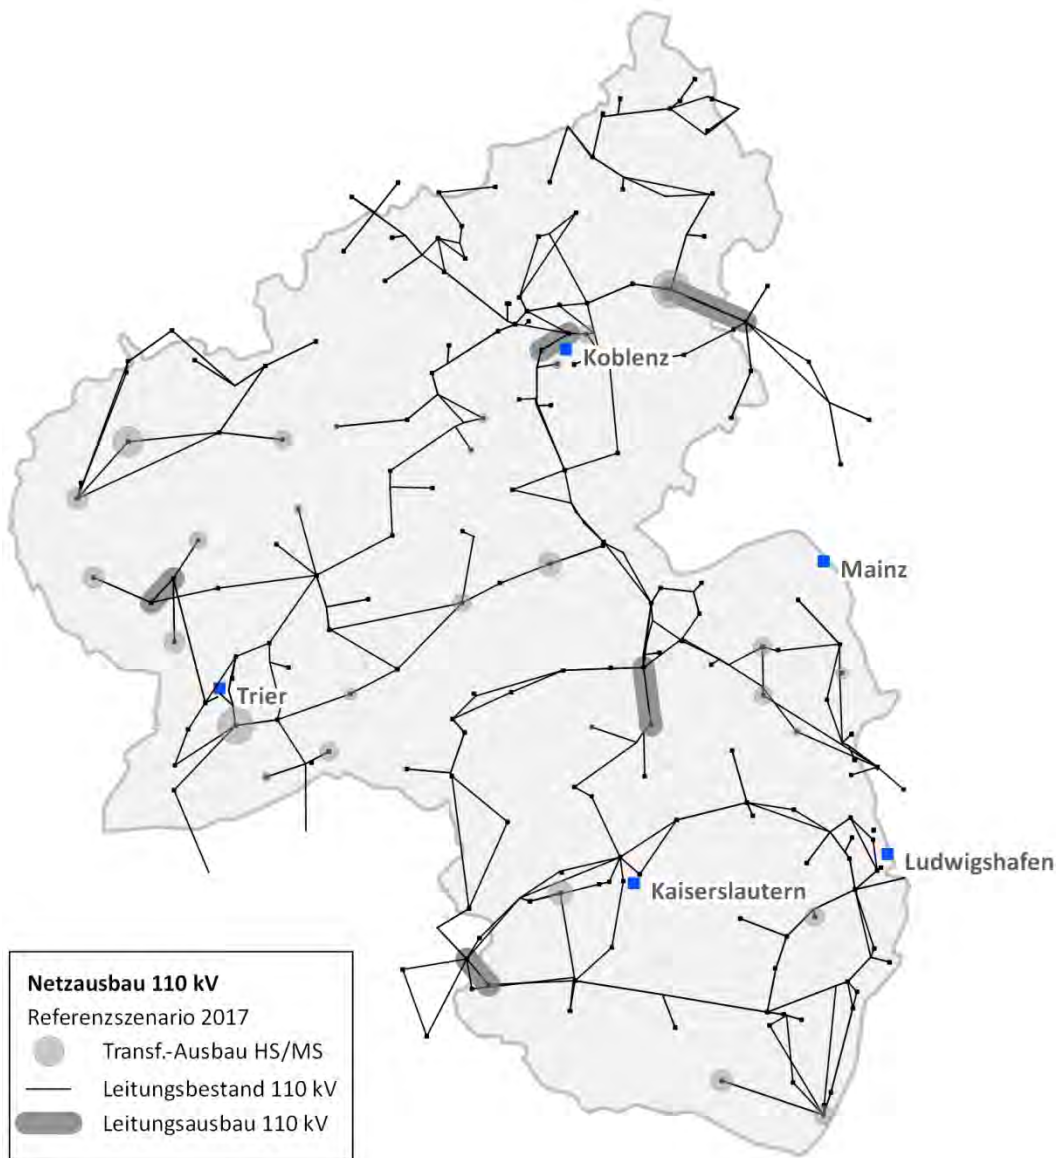 Koblenz
Mainz
Trier
Ludwigshafen
Kaiserslautern
Netzausbau 110 kV
Referenzszenario 2017
Transf.-Ausbau HS/MS
Leitungsbestand 110 kV
Leitungsausbau 110 kV